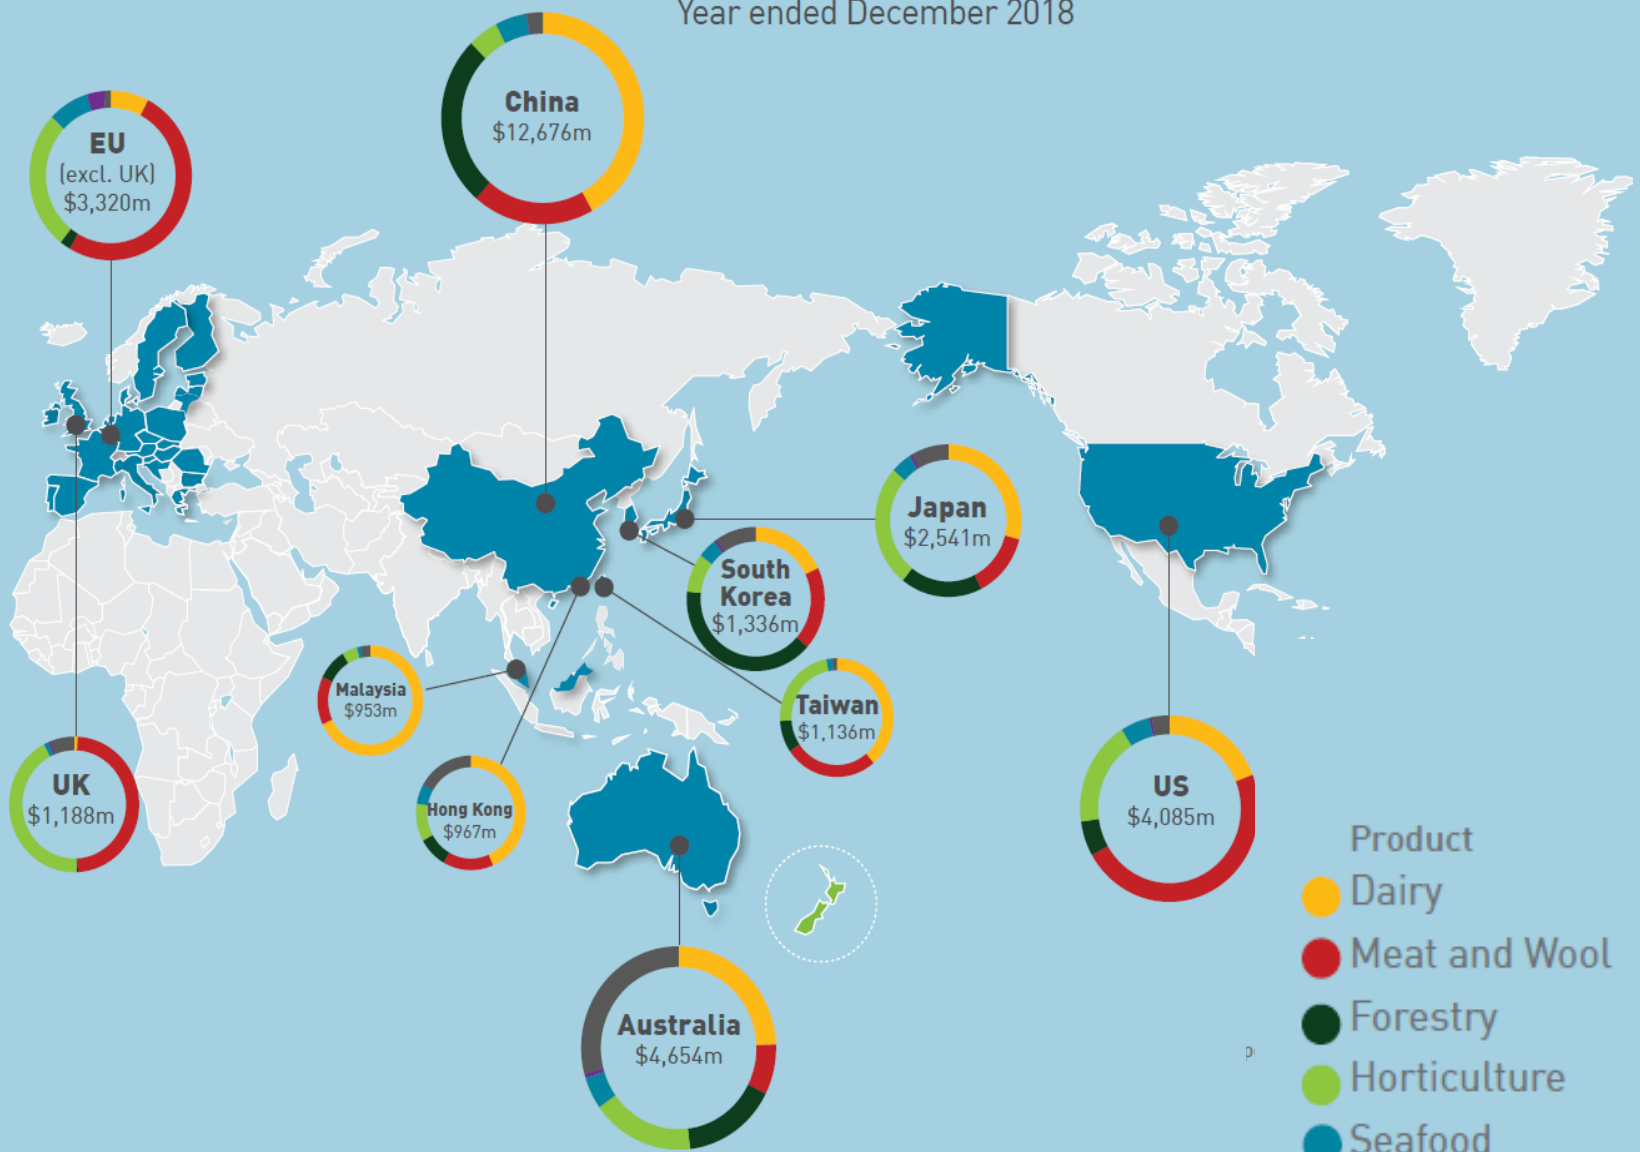 Year ended December 2018
China
$12,676m
EU
(excl. UK)
$3,320m
Japan
$2,541m
South
Korea
$1,336m
Malaysia
$953m
Taiwan
$1,136m
UK
$1,188m
Hong Kong
$967m
US
$4,085m
Australia
$4,654m
Product
Dairy
Meat and Wool
Forestry
Horticulture
Seafood